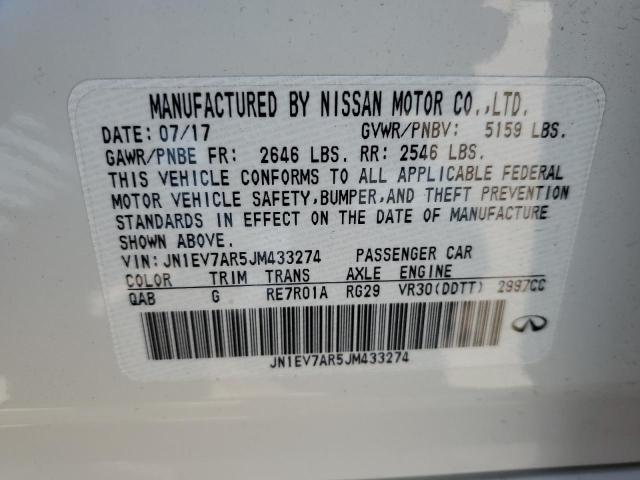 MANUFACTURED BY NISSAN MOTOR CO.,LTD.
DATE: 07/17 GVWR/PNBV: 5159 LBS.
GAWR/PNBE FR: 2646 LBS. RR: 2546 LBS.
THIS VEHICLE CONFORMS TO ALL APPLICABLE FEDERAL
MOTOR VEHICLE SAFETY,BUMPER,AND THEFT PREVENTION
STANDARDS IN EFFECT ON THE DATE OF MANUFACTURE
SHOWN ABOVE.
VIN:JN1EV7AR5JM433274 PASSENGER CAR
COLOR TRIM TRANS AXLE ENGINE
QAB G RE7R01A RG29 VR30(DDTT) 2997CC
JN1EV7AR5JM433274